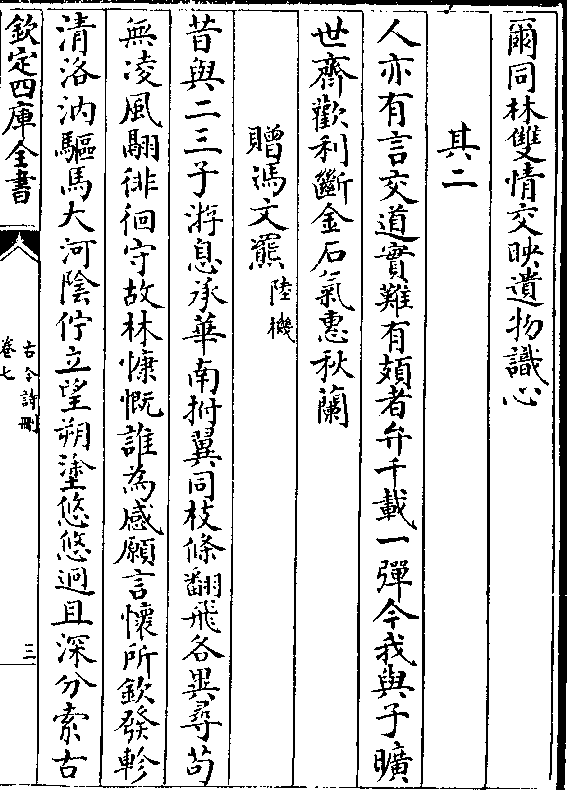 爾同林雙情交映遺物識心
其二
人亦有言交道實難有頍者弁千載一彈今我與子曠
世齊歡利斷金石氣惠秋蘭
贈馮文羆陸機
昔與二三子游息承華南拊翼同枝條翻飛各異尋苟
無凌風翮徘徊守故林慷慨誰為感願言懷所欽發軫
清洛汭驅馬大河陰佇立望朔塗悠悠迥且深分索古
欽定四庫全書
古今詩刪
卷七
三